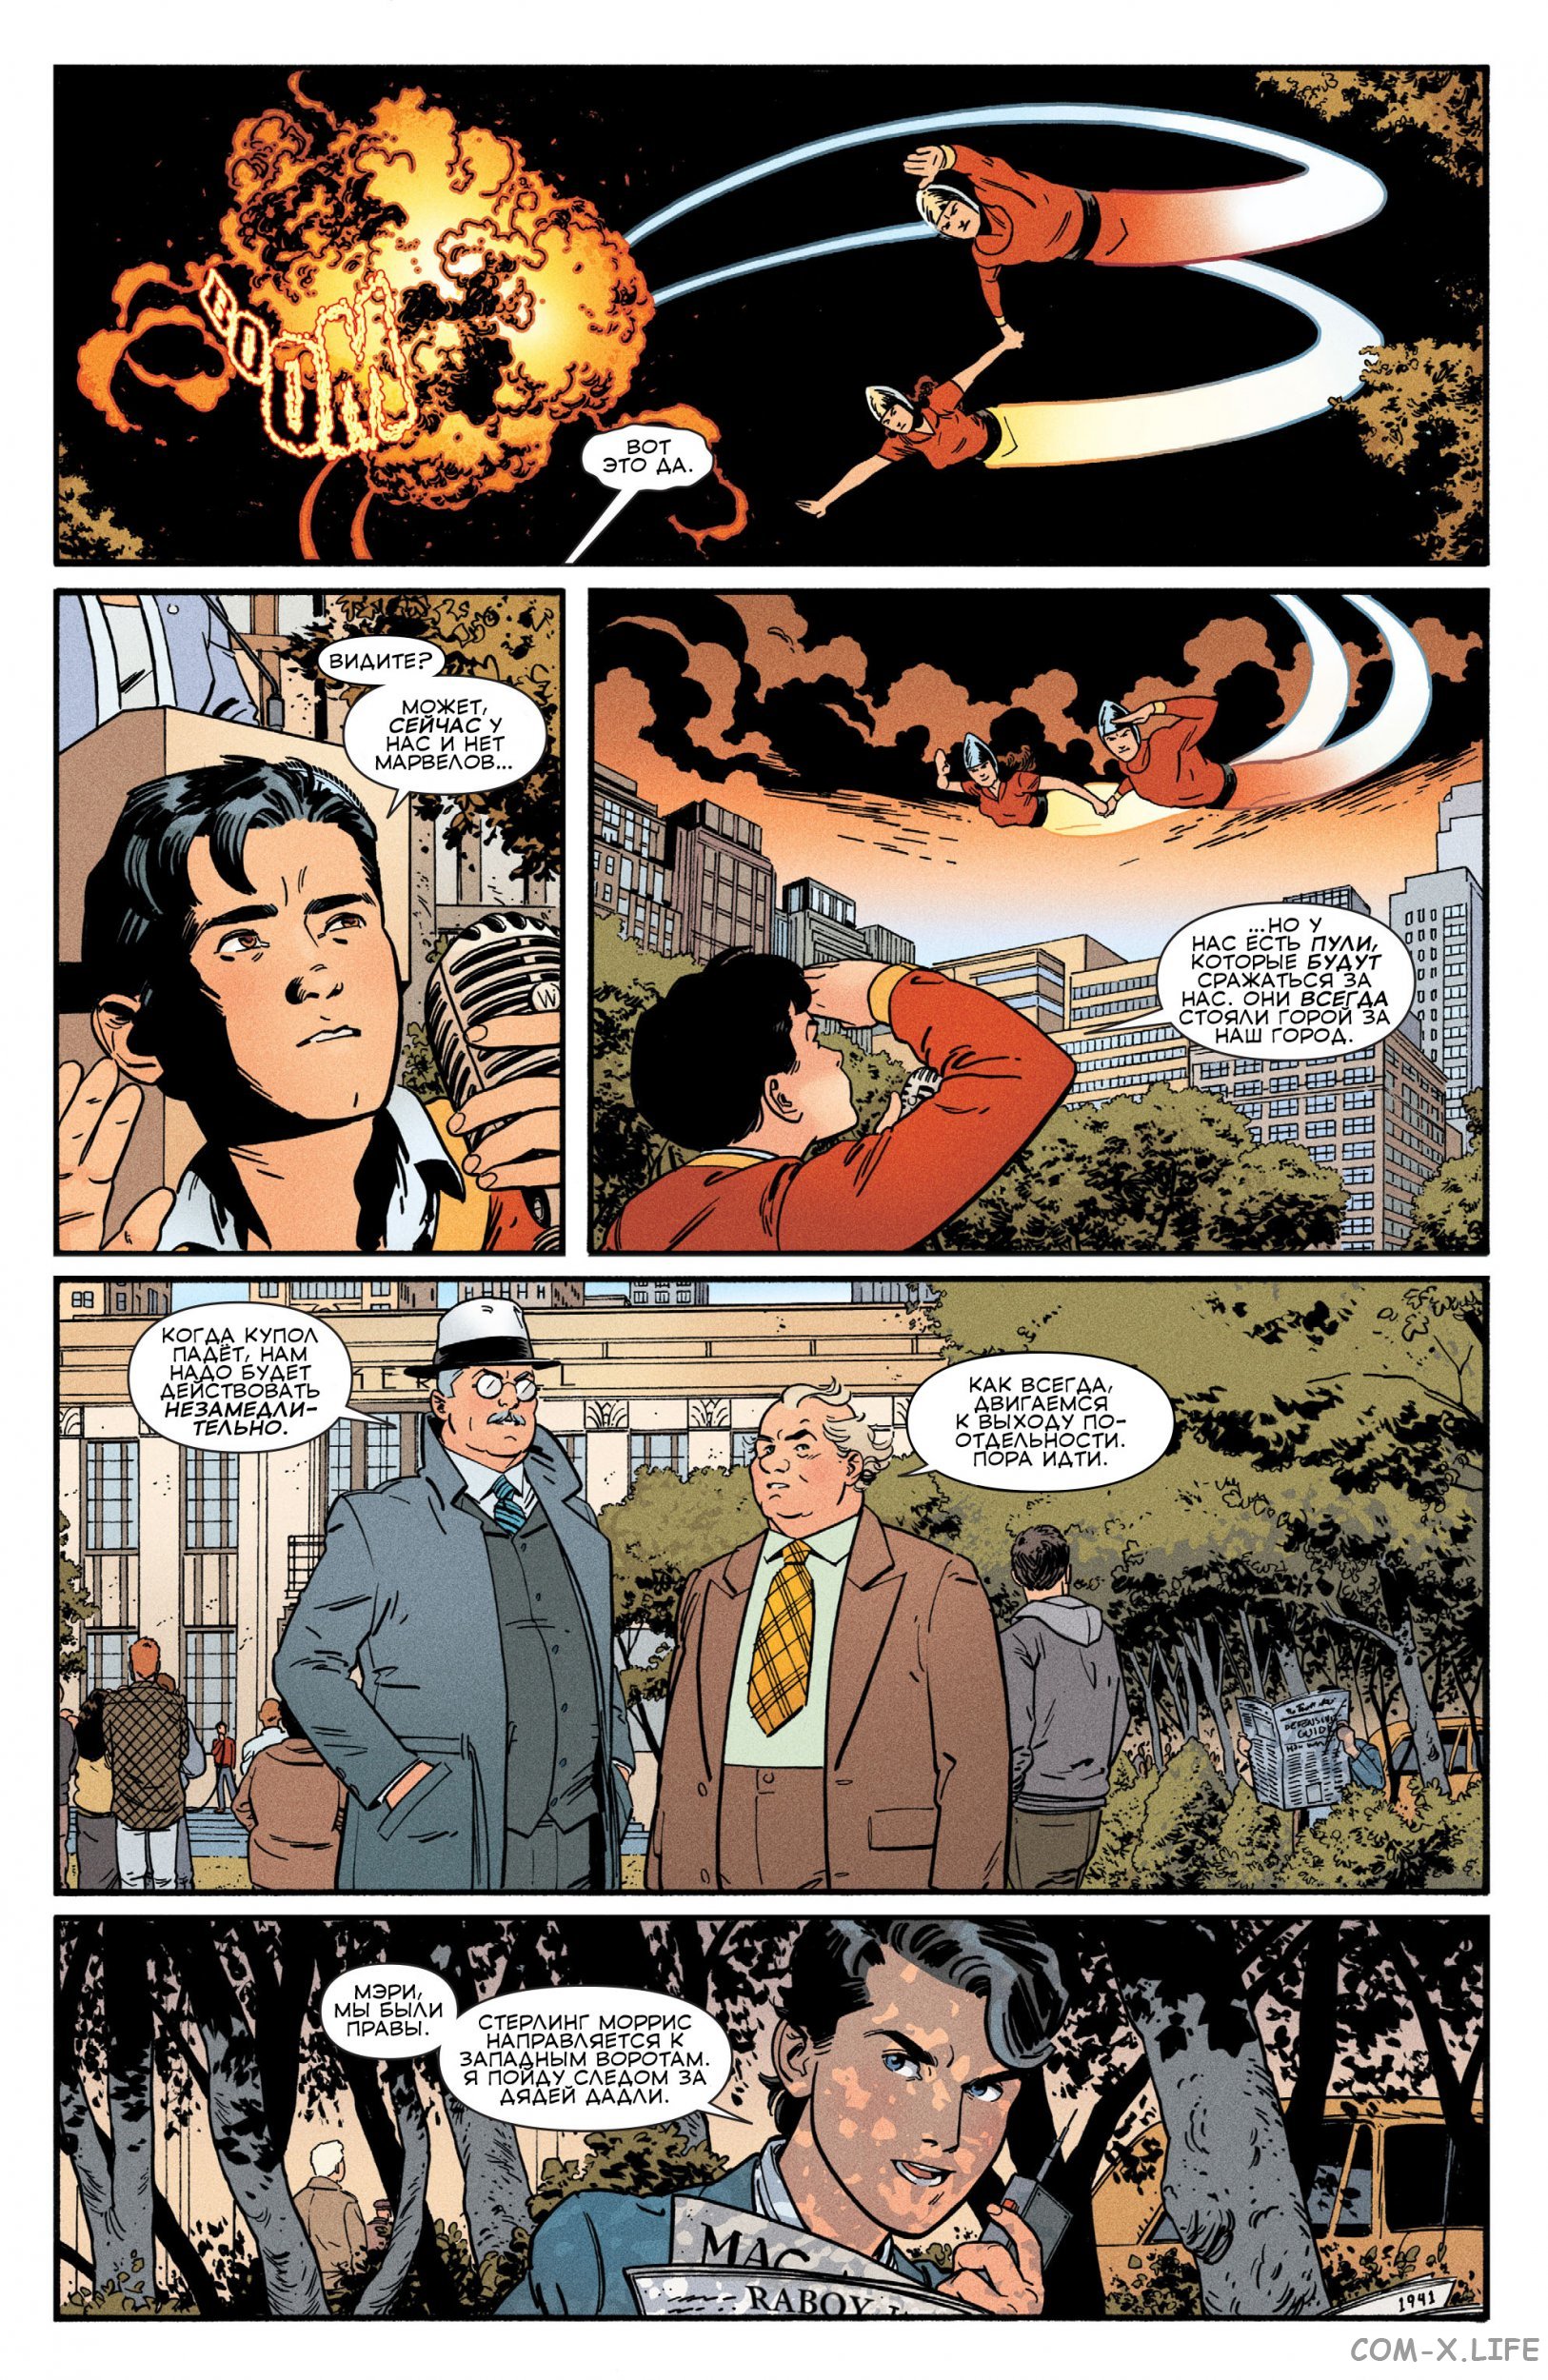 BOOM
ВОТ
ЭТО ДА.
ВИДИТЕ?
МОЖЕТ,
СЕЙЧАС У
НАС И НЕТ
МАРВЕЛОВ...
W
...НО У
НАС ЕСТЬ ПУЛИ,
КОТОРЫЕ БУДУТ
СРАЖАТЬСЯ ЗА
НАС. ОНИ ВСЕГДА
СТОЯЛИ ГОРОЙ ЗА
НАШ ГОРОД.
КОГДА КУПОЛ
ПАДЁТ, НАМ
НАДО БУДЕТ
ДЕЙСТВОВАТЬ
НЕЗАМЕДЛИ-
ТЕЛЬНО.
КАК ВСЕГДА,
ДВИГАЕМСЯ
К ВЫХОДУ ПО-
ОТДЕЛЬНОСТИ.
ПОРА ИДТИ.
DEFENSIVE
GUIDE
МЭРИ,
МЫ БЫЛИ
ПРАВЫ.
СТЕРЛИНГ МОРРИС
НАПРАВЛЯЕТСЯ К
ЗАПАДНЫМ ВОРОТАМ.
Я ПОЙДУ СЛЕДОМ ЗА
ДЯДЕЙ ДАДЛИ.
MAC
RABOY
1941
COM-X.LIFE